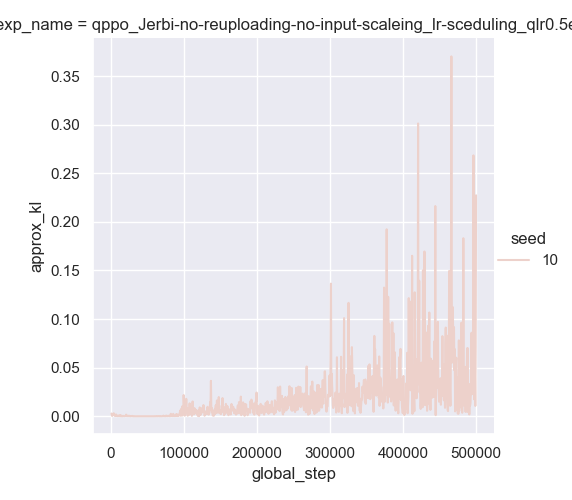 exp_name = qppo_Jerbi-no-reuploading-no-input-scaleing_lr-sceduling_qlr0.5e
0.35
0.30
0.25
0.20
0.15
0.10
0.05
0.00
approx_kl
0 100000 200000 300000 400000 500000
global_step
seed
10